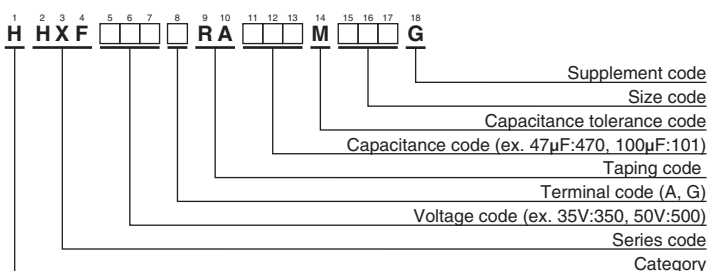 1 2 3 4 5 6 7 8 9 10 11 12 13 14 15 16 17 18
H HXF □□□ □ RA □□□ M □□□ G
Supplement code
Size code
Capacitance tolerance code
Capacitance code (ex. 47μF:470, 100μF:101)
Taping code
Terminal code (A, G)
Voltage code (ex. 35V:350, 50V:500)
Series code
Category